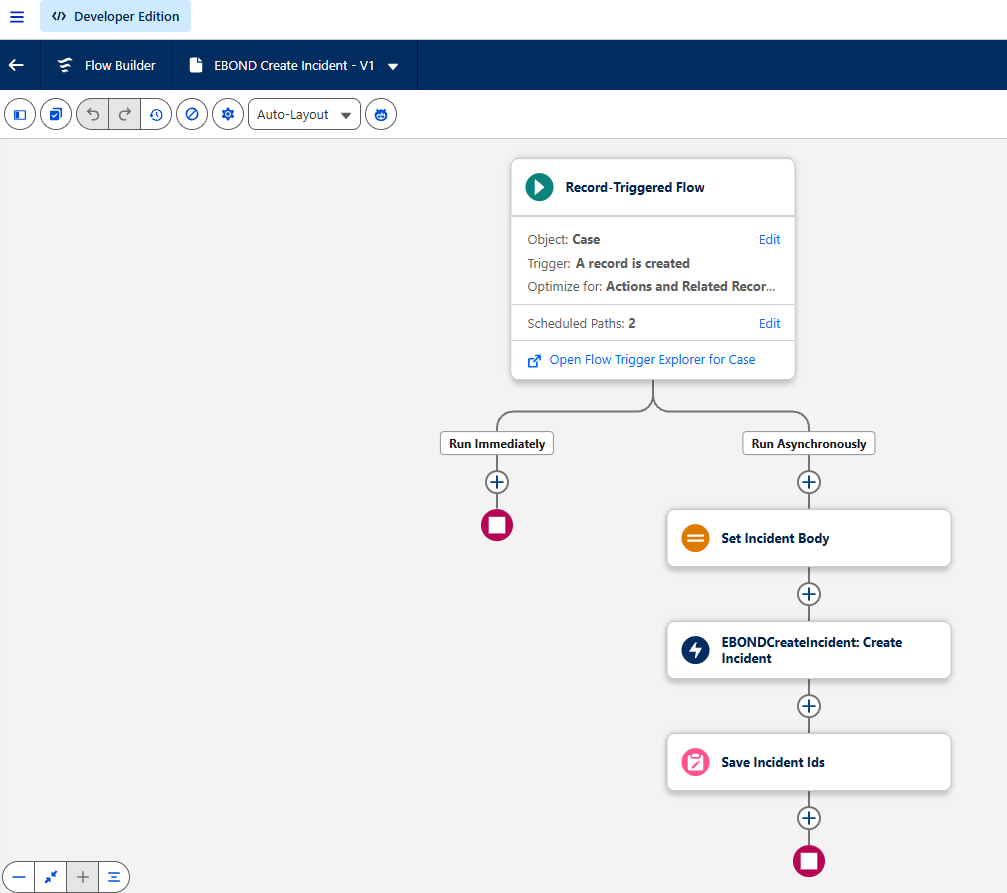 Developer Edition
Flow Builder
EBOND Create Incident - V1
Auto-Layout
Record-Triggered Flow
Object: Case
Edit
Trigger: A record is created
Optimize for: Actions and Related Recor...
Scheduled Paths: 2
Edit
Open Flow Trigger Explorer for Case
Run Immediately
Run Asynchronously
Set Incident Body
EBONDCreateIncident: Create
Incident
Save Incident Ids